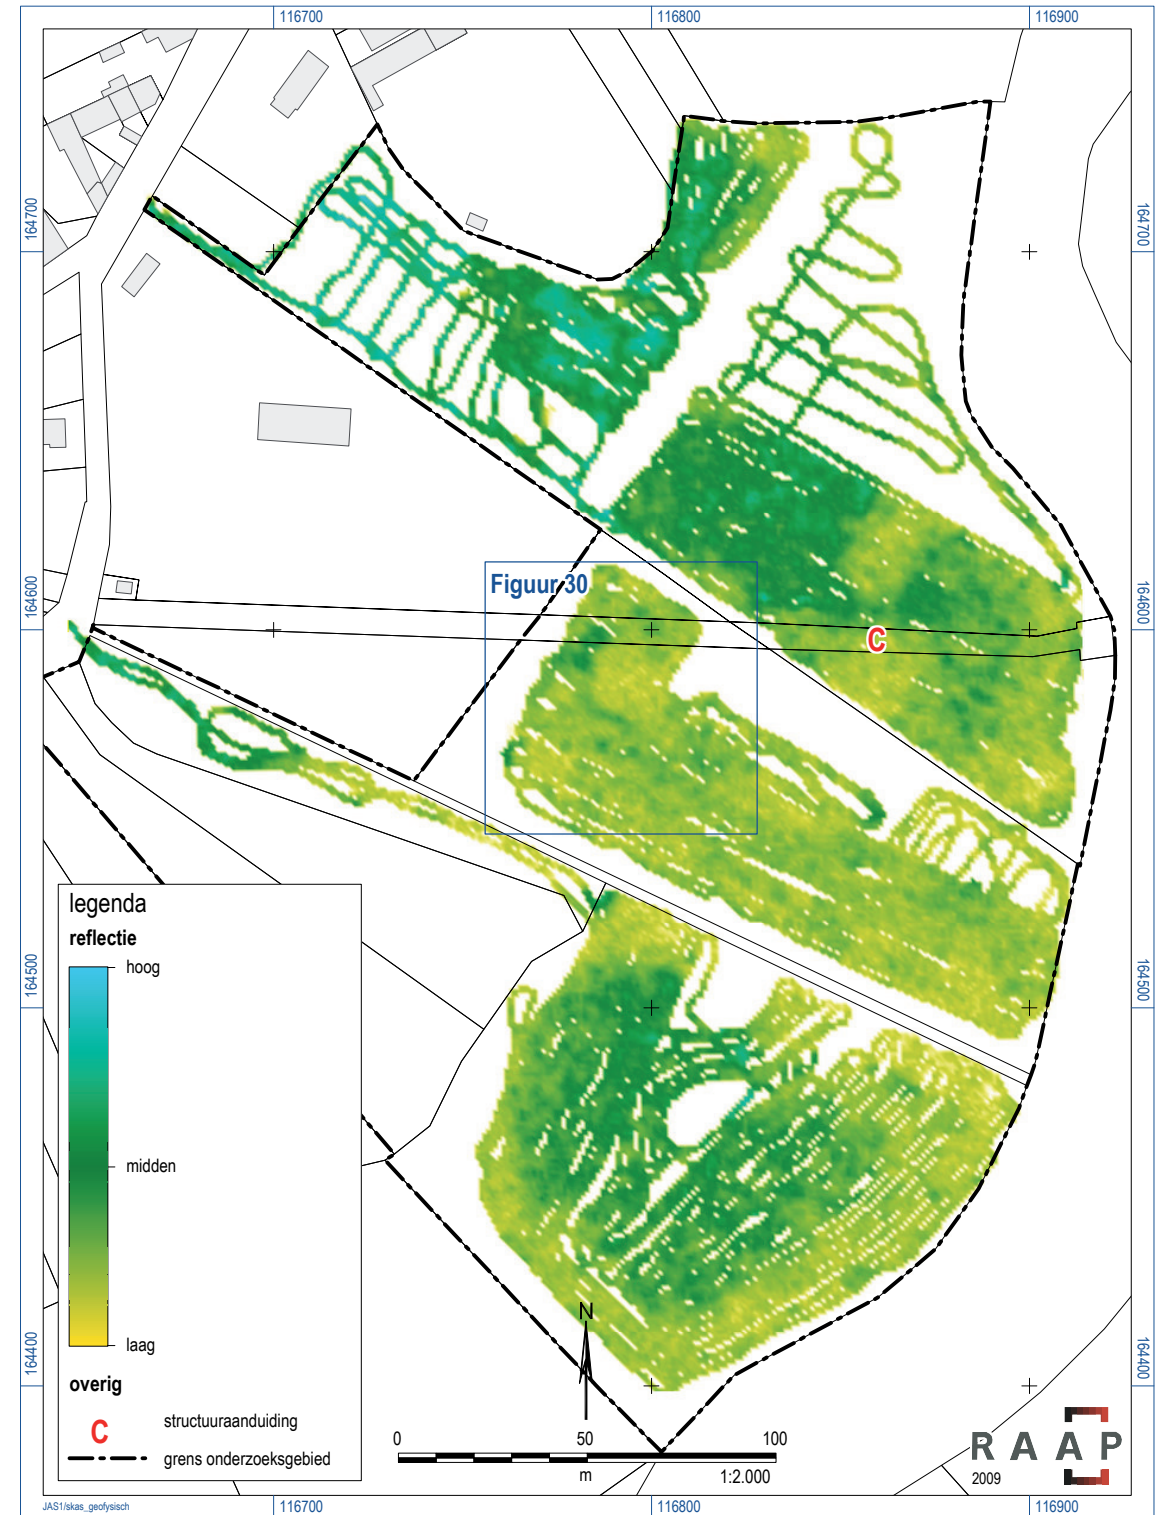 116700 116800 116900
164700 164700
Figuur 30
164600 164600
C
legenda
reflectie
hoog
midden
laag
164500 164500
overig
C structuuraanduiding
grens onderzoeksgebied
164400 164400
N
0 50 100
m 1:2.000
RAAP
2009
JAS1/skas_geofysisch
116700 116800 116900